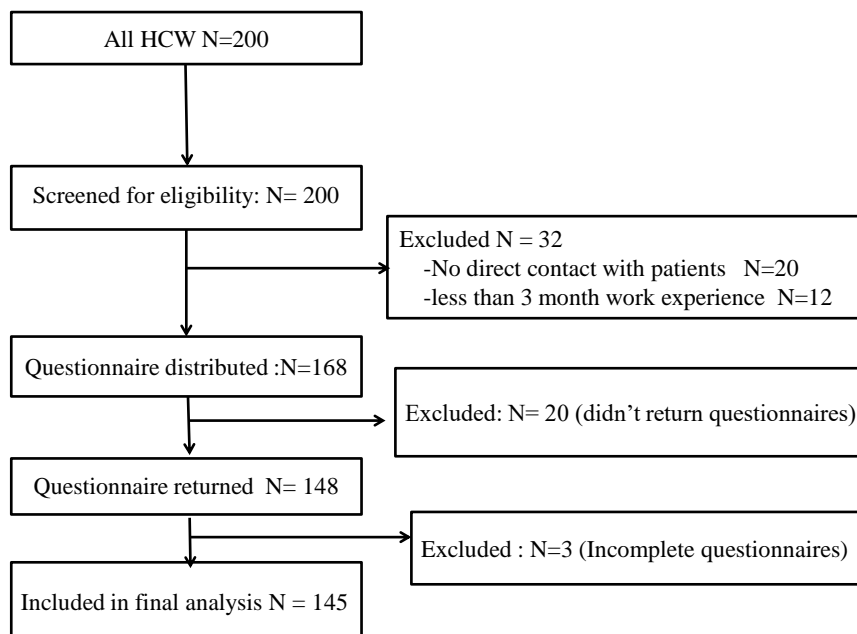 All HCW N=200
Screened for eligibility: N= 200
Excluded N = 32
-No direct contact with patients N=20
-less than 3 month work experience N=12
Questionnaire distributed :N=168
Excluded: N= 20 (didn’t return questionnaires)
Questionnaire returned N= 148
Excluded : N=3 (Incomplete questionnaires)
Included in final analysis N = 145